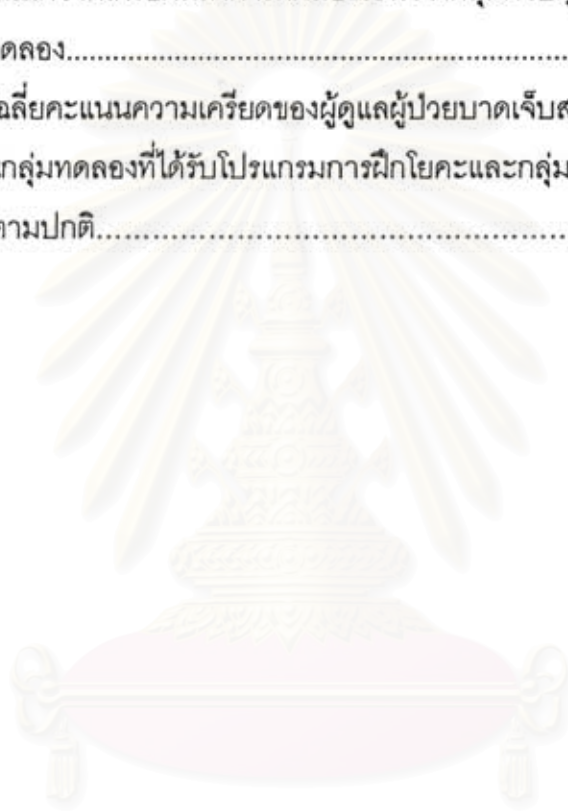 ดลอง
ฉลี่ยคะแนนความเครียดของผู้ดูแลผู้ป่วยบาดเจ็บส
กลุ่มทดลองที่ได้รับโปรแกรมการฝึกโยคะและกลุ่ม
ตามปกติ